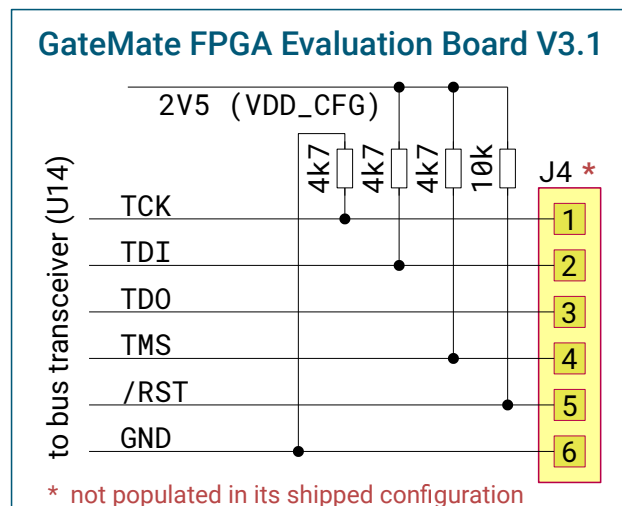 GateMate FPGA Evaluation Board V3.1
2V5 (VDD_CFG)
4k7
4k7
4k7
10k
J4 *
to bus transceiver (U14)
TCK
1
TDI
2
TDO
3
TMS
4
/RST
5
GND
6
* not populated in its shipped configuration